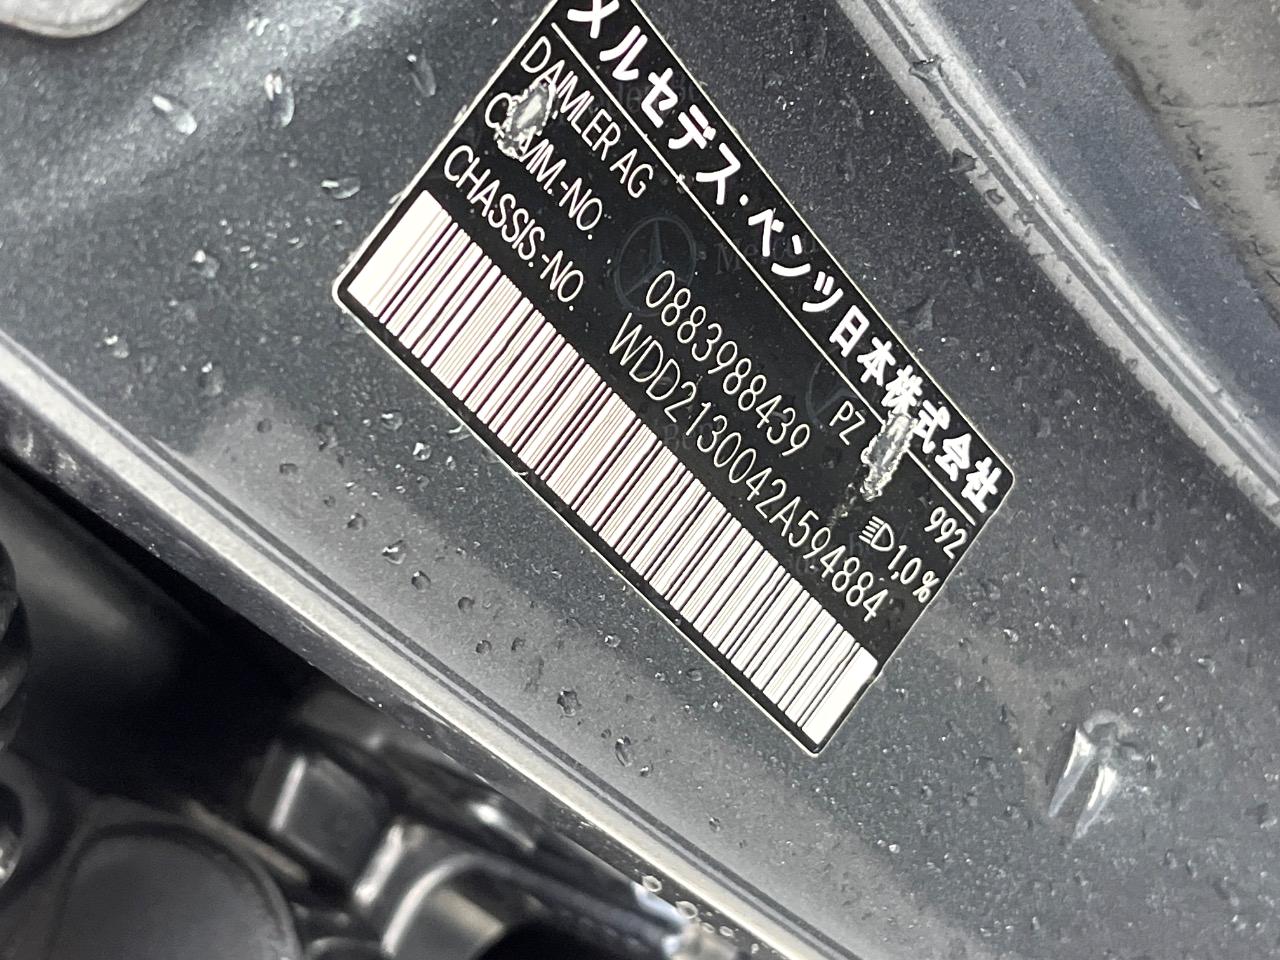 メルセデス・ベンツ日本株式会社
DAIMLER AG
COMM.-NO. 0883988439 PZ 992
CHASSIS.-NO. WDD2130042A594884 1,0%